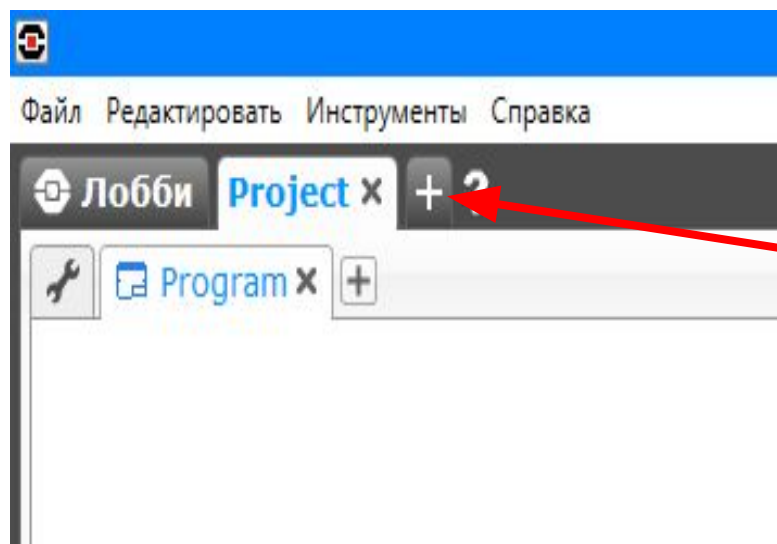 Файл Редактировать Инструменты Справка
Лобби Project × + ?
Program × +